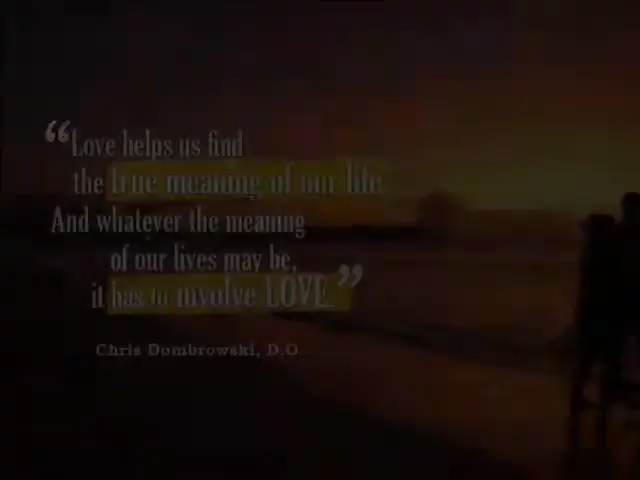 “Love helps us find
the true meaning of our life.
And whatever the meaning
of our lives may be,
it has to involve LOVE.”
Chris Dombrowski, D.O.